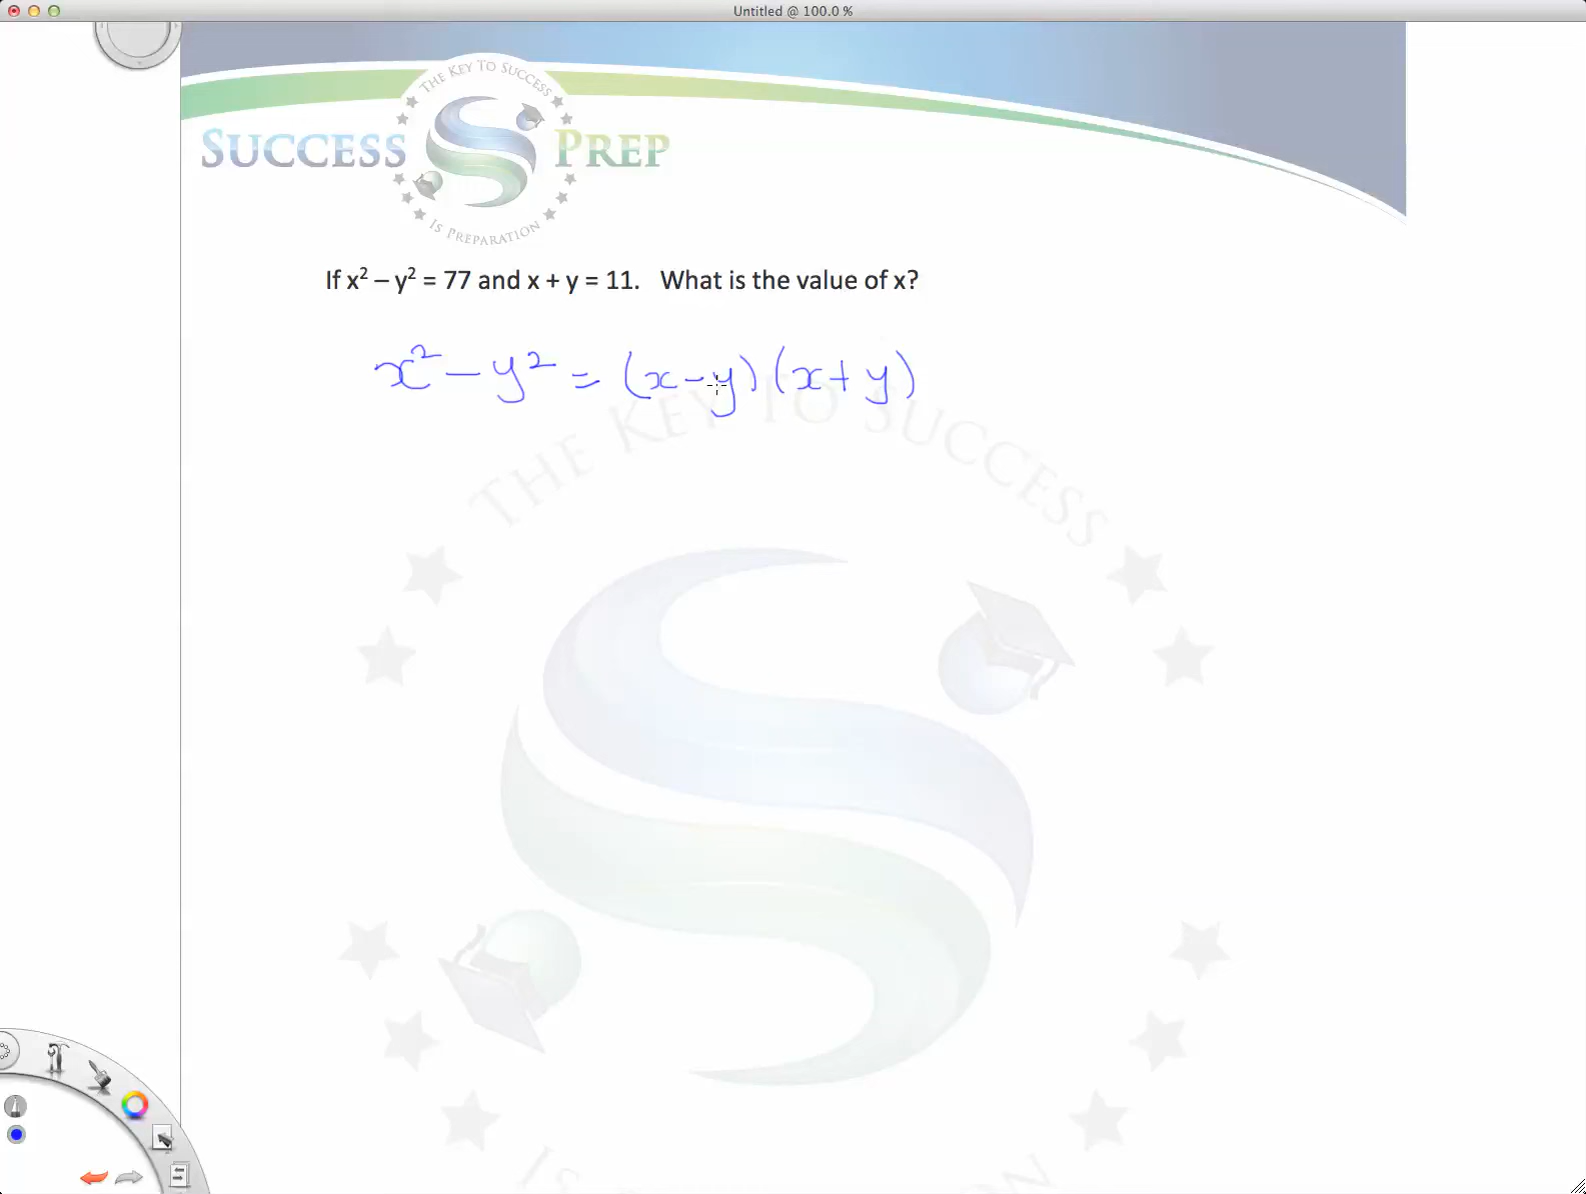 Untitled @ 100.0 %
THE KEY TO SUCCESS
SUCCESS PREP
IS PREPARATION
If x² – y² = 77 and x + y = 11. What is the value of x?
x² – y² = (x – y) (x + y)
THE KEY TO SUCCESS